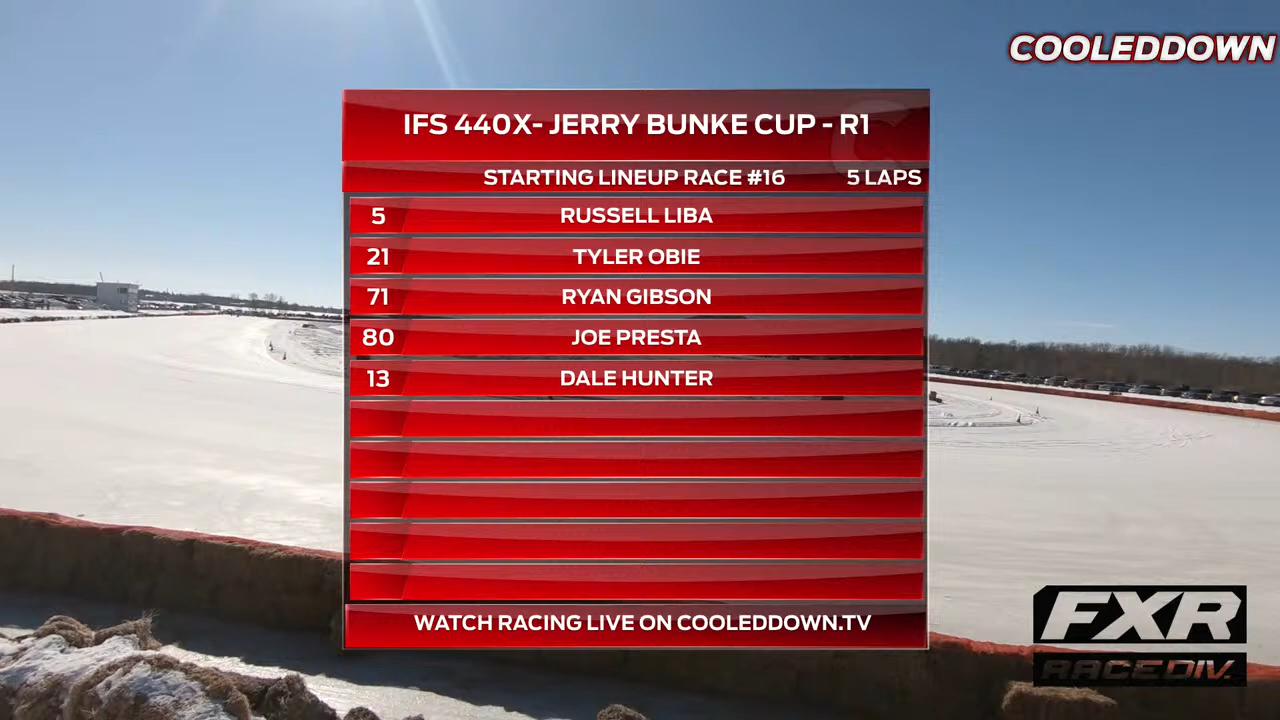 COOLEDDOWN
IFS 440X- JERRY BUNKE CUP - R1
STARTING LINEUP RACE #16 5 LAPS
5 RUSSELL LIBA
21 TYLER OBIE
71 RYAN GIBSON
80 JOE PRESTA
13 DALE HUNTER
WATCH RACING LIVE ON COOLEDDOWN.TV
FXR
RACE DIV.